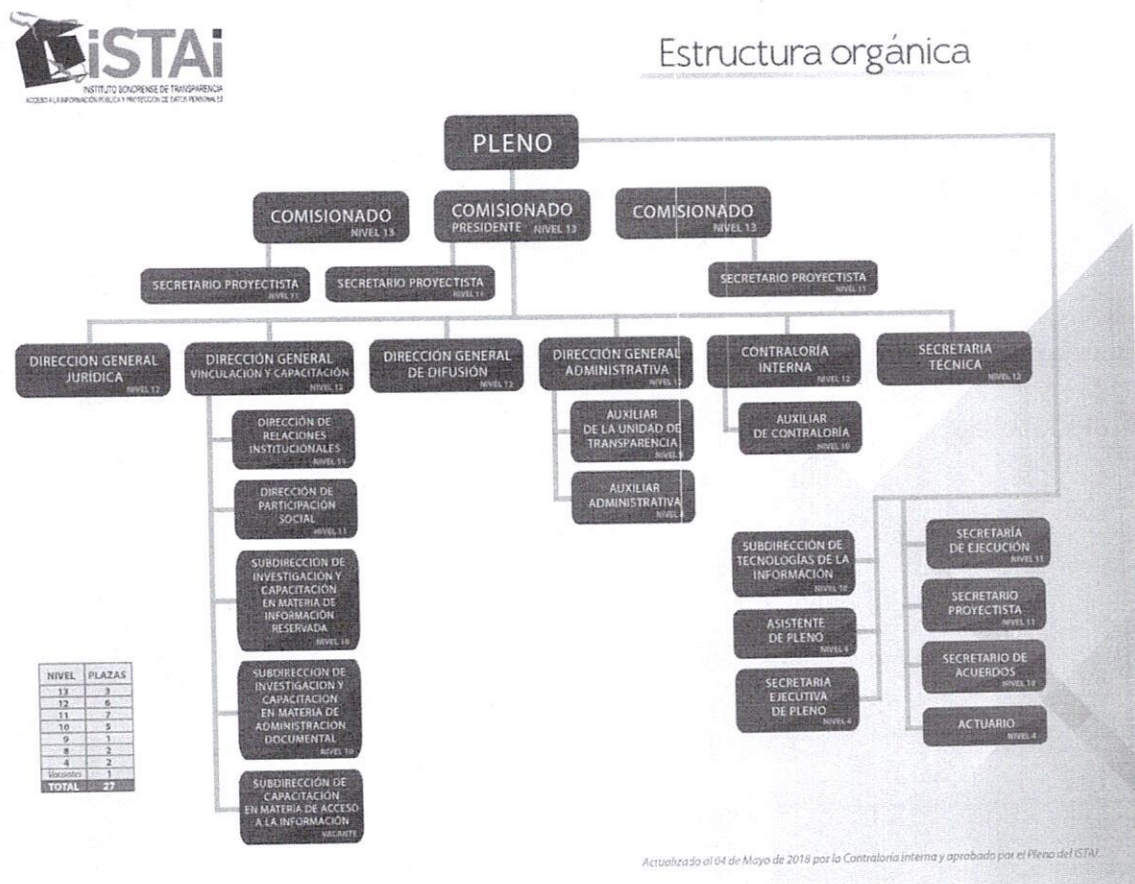 iSTAi
INSTITUTO SONORENSE DE TRANSPARENCIA
ACCESO A LA INFORMACIÓN PÚBLICA Y PROTECCIÓN DE DATOS PERSONALES
Estructura orgánica
PLENO
COMISIONADO
NIVEL 13
COMISIONADO
PRESIDENTE NIVEL 13
COMISIONADO
NIVEL 13
SECRETARIO PROYECTISTA
NIVEL 11
SECRETARIO PROYECTISTA
NIVEL 11
SECRETARIO PROYECTISTA
NIVEL 11
DIRECCIÓN GENERAL
JURÍDICA
NIVEL 12
DIRECCIÓN GENERAL
VINCULACIÓN Y CAPACITACIÓN
NIVEL 12
DIRECCIÓN GENERAL
DE DIFUSIÓN
NIVEL 12
DIRECCIÓN GENERAL
ADMINISTRATIVA
NIVEL 12
CONTRALORÍA
INTERNA
NIVEL 12
SECRETARIA
TÉCNICA
NIVEL 12
DIRECCIÓN DE
RELACIONES
INSTITUCIONALES
NIVEL 11
DIRECCIÓN DE
PARTICIPACIÓN
SOCIAL
NIVEL 11
SUBDIRECCIÓN DE
INVESTIGACIÓN Y
CAPACITACIÓN
EN MATERIA DE
INFORMACIÓN
RESERVADA
NIVEL 10
SUBDIRECCIÓN DE
INVESTIGACIÓN Y
CAPACITACIÓN
EN MATERIA DE
ADMINISTRACIÓN
DOCUMENTAL
NIVEL 10
SUBDIRECCIÓN DE
CAPACITACIÓN
EN MATERIA DE ACCESO
A LA INFORMACIÓN
VACANTE
AUXILIAR
DE LA UNIDAD DE
TRANSPARENCIA
NIVEL
AUXILIAR
ADMINISTRATIVA
NIVEL
AUXILIAR
DE CONTRALORÍA
NIVEL 10
SUBDIRECCIÓN DE
TECNOLOGÍAS DE LA
INFORMACIÓN
NIVEL 10
ASISTENTE
DE PLENO
NIVEL
SECRETARIA
EJECUTIVA
DE PLENO
NIVEL
SECRETARÍA
DE EJECUCIÓN
NIVEL 11
SECRETARIO
PROYECTISTA
NIVEL 11
SECRETARIO DE
ACUERDOS
NIVEL 10
ACTUARIO
NIVEL 4
NIVEL PLAZAS
13 3
12 6
11 7
10 5
9 1
8 2
4 2
Vacantes 1
TOTAL 27
Actualizado al 04 de Mayo de 2018 por la Contraloría interna y aprobado por el Pleno del ISTAI.